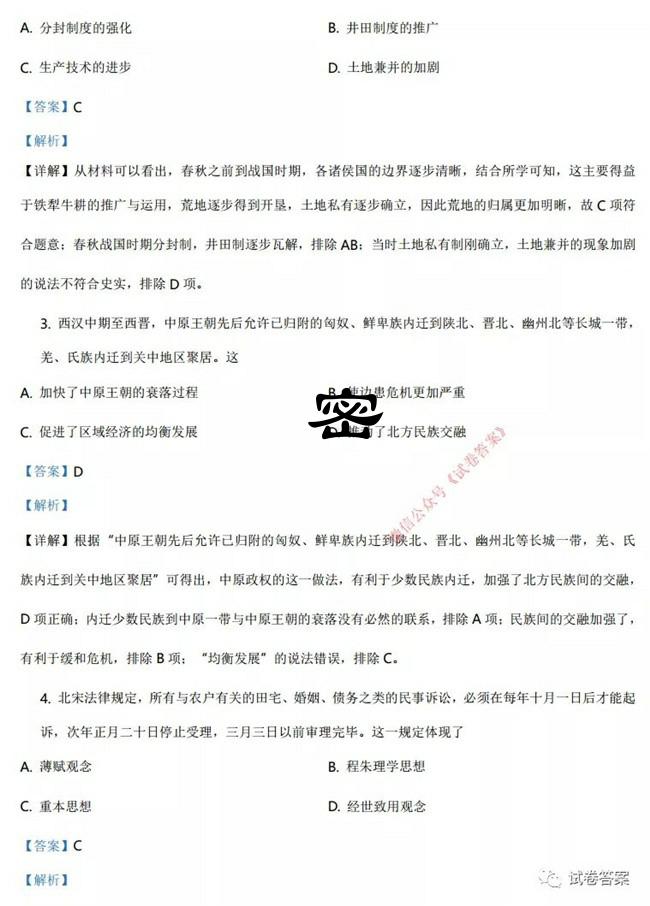 A. 分封制度的强化 B. 井田制度的推广
C. 生产技术的进步 D. 土地兼并的加剧
【答案】C
【解析】
【详解】从材料可以看出，春秋之前到战国时期，各诸侯国的边界逐步清晰，结合所学可知，这主要得益
于铁犁牛耕的推广与运用，荒地逐步得到开垦，土地私有逐步确立，因此荒地的归属更加明晰，故 C 项符
合题意；春秋战国时期分封制，井田制逐步瓦解，排除 AB；当时土地私有制刚确立，土地兼并的现象加剧
的说法不符合史实，排除 D 项。
3. 西汉中期至西晋，中原王朝先后允许已归附的匈奴、鲜卑族内迁到陕北、晋北、幽州北等长城一带，
羌、氐族内迁到关中地区聚居。这
A. 加快了中原王朝的衰落过程 B. 使边患危机更加严重
密
C. 促进了区域经济的均衡发展 D. 推动了北方民族交融
微信公众号《试卷答案》
【答案】D
【解析】
【详解】根据“中原王朝先后允许已归附的匈奴、鲜卑族内迁到陕北、晋北、幽州北等长城一带，羌、氐
族内迁到关中地区聚居”可得出，中原政权的这一做法，有利于少数民族内迁，加强了北方民族间的交融，
D 项正确；内迁少数民族到中原一带与中原王朝的衰落没有必然的联系，排除 A 项；民族间的交融加强了，
有利于缓和危机，排除 B 项；“均衡发展”的说法错误，排除 C。
4. 北宋法律规定，所有与农户有关的田宅、婚姻、债务之类的民事诉讼，必须在每年十月一日后才能起
诉，次年正月二十日停止受理，三月三日以前审理完毕。这一规定体现了
A. 薄赋观念 B. 程朱理学思想
C. 重本思想 D. 经世致用观念
【答案】C
【解析】
试卷答案